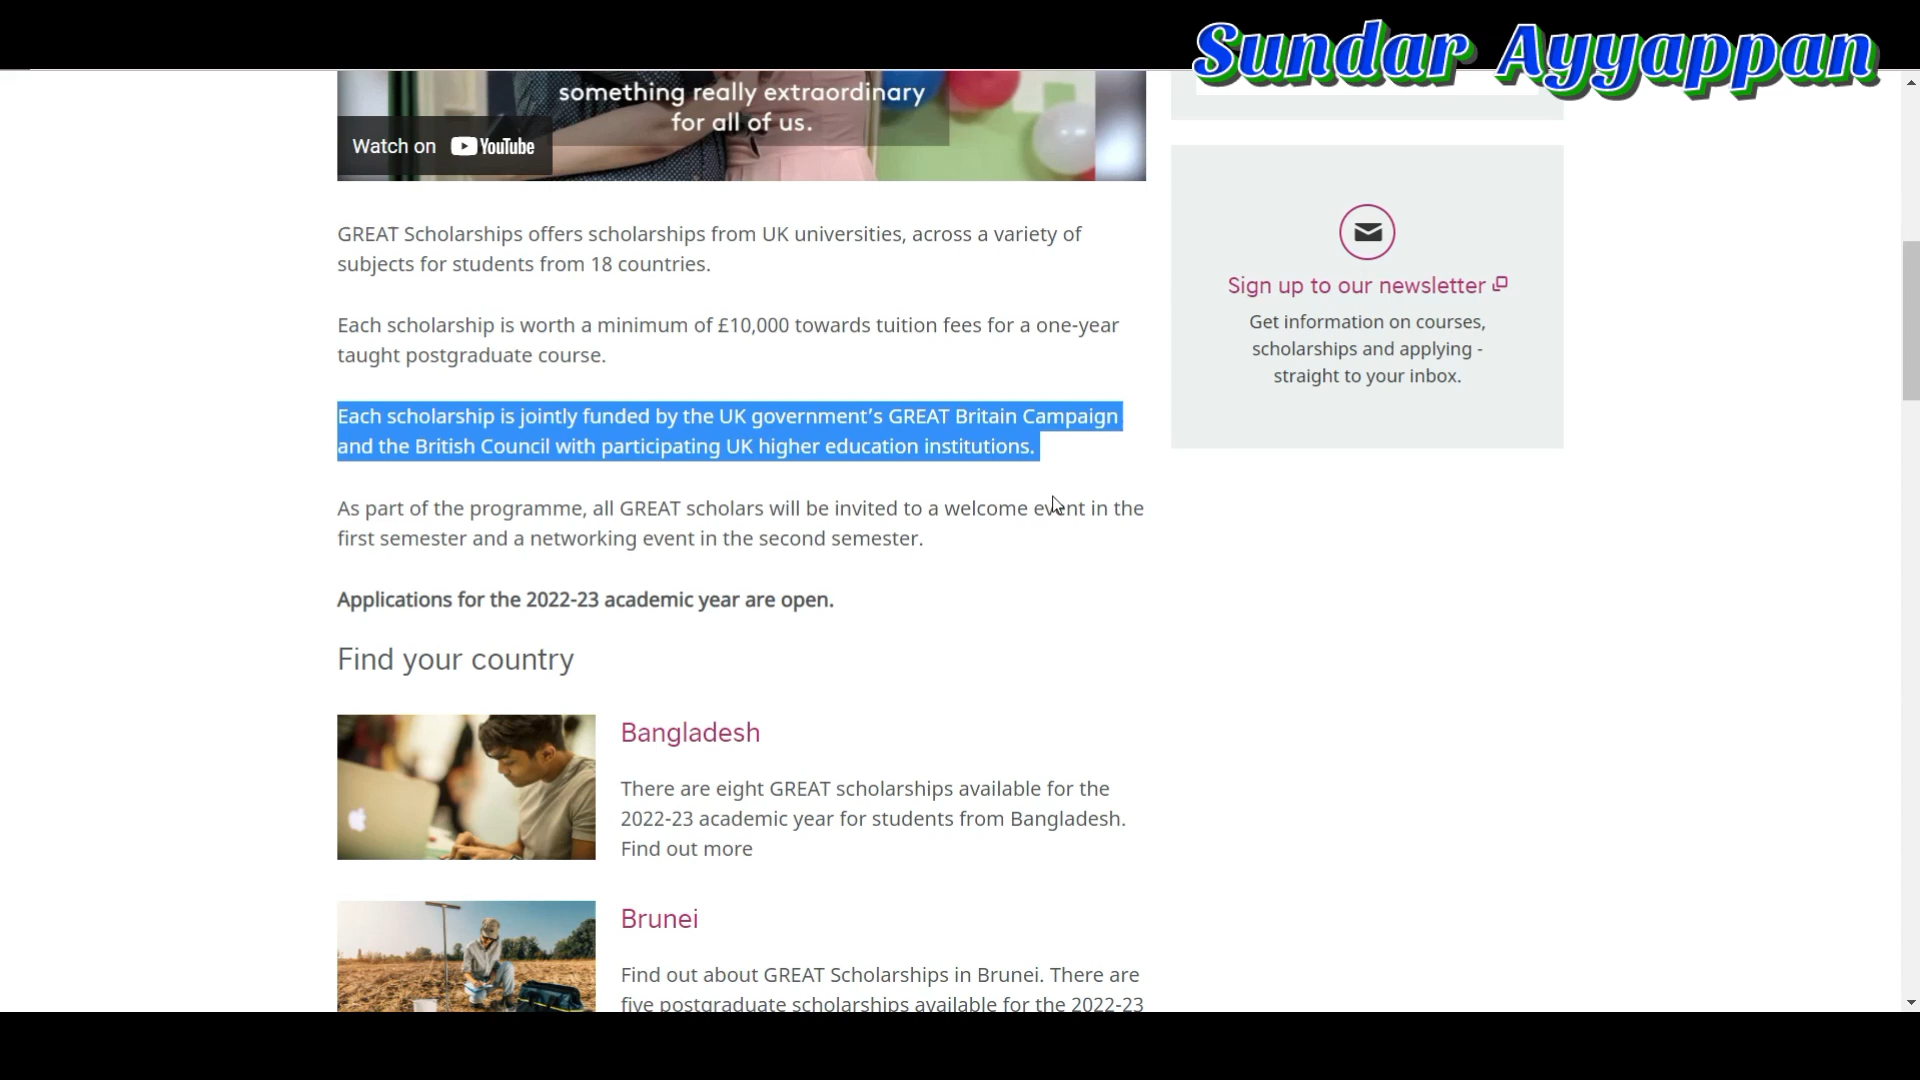 Sundar Ayyappan
something really extraordinary
for all of us.
Watch on YouTube
GREAT Scholarships offers scholarships from UK universities, across a variety of
subjects for students from 18 countries.
Each scholarship is worth a minimum of £10,000 towards tuition fees for a one-year
taught postgraduate course.
Each scholarship is jointly funded by the UK government’s GREAT Britain Campaign
and the British Council with participating UK higher education institutions.
As part of the programme, all GREAT scholars will be invited to a welcome event in the
first semester and a networking event in the second semester.
Applications for the 2022-23 academic year are open.
Find your country
Bangladesh
There are eight GREAT scholarships available for the
2022-23 academic year for students from Bangladesh.
Find out more
Brunei
Find out about GREAT Scholarships in Brunei. There are
five postgraduate scholarships available for the 2022-23
Sign up to our newsletter
Get information on courses,
scholarships and applying -
straight to your inbox.